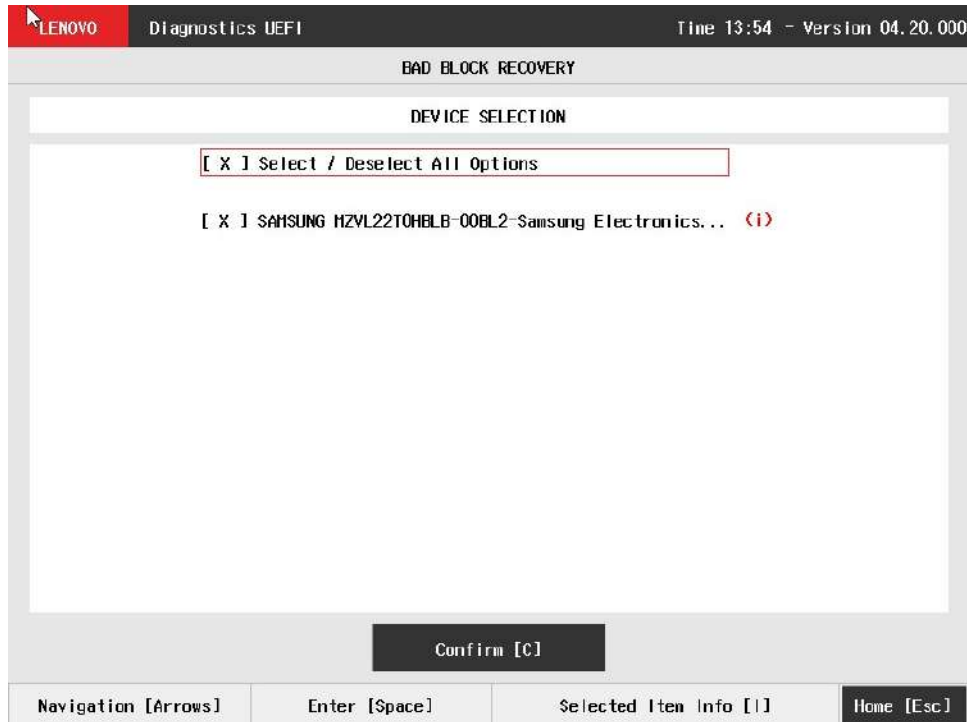 LENOVO Diagnostics UEFI Time 13:54 - Version 04.20.000
BAD BLOCK RECOVERY
DEVICE SELECTION
[ X ] Select / Deselect All Options
[ X ] SAMSUNG MZVL22T0HBLB-00BL2-Samsung Electronics... (i)
Confirm [C]
Navigation [Arrows] Enter [Space] Selected Item Info [I] Home [Esc]